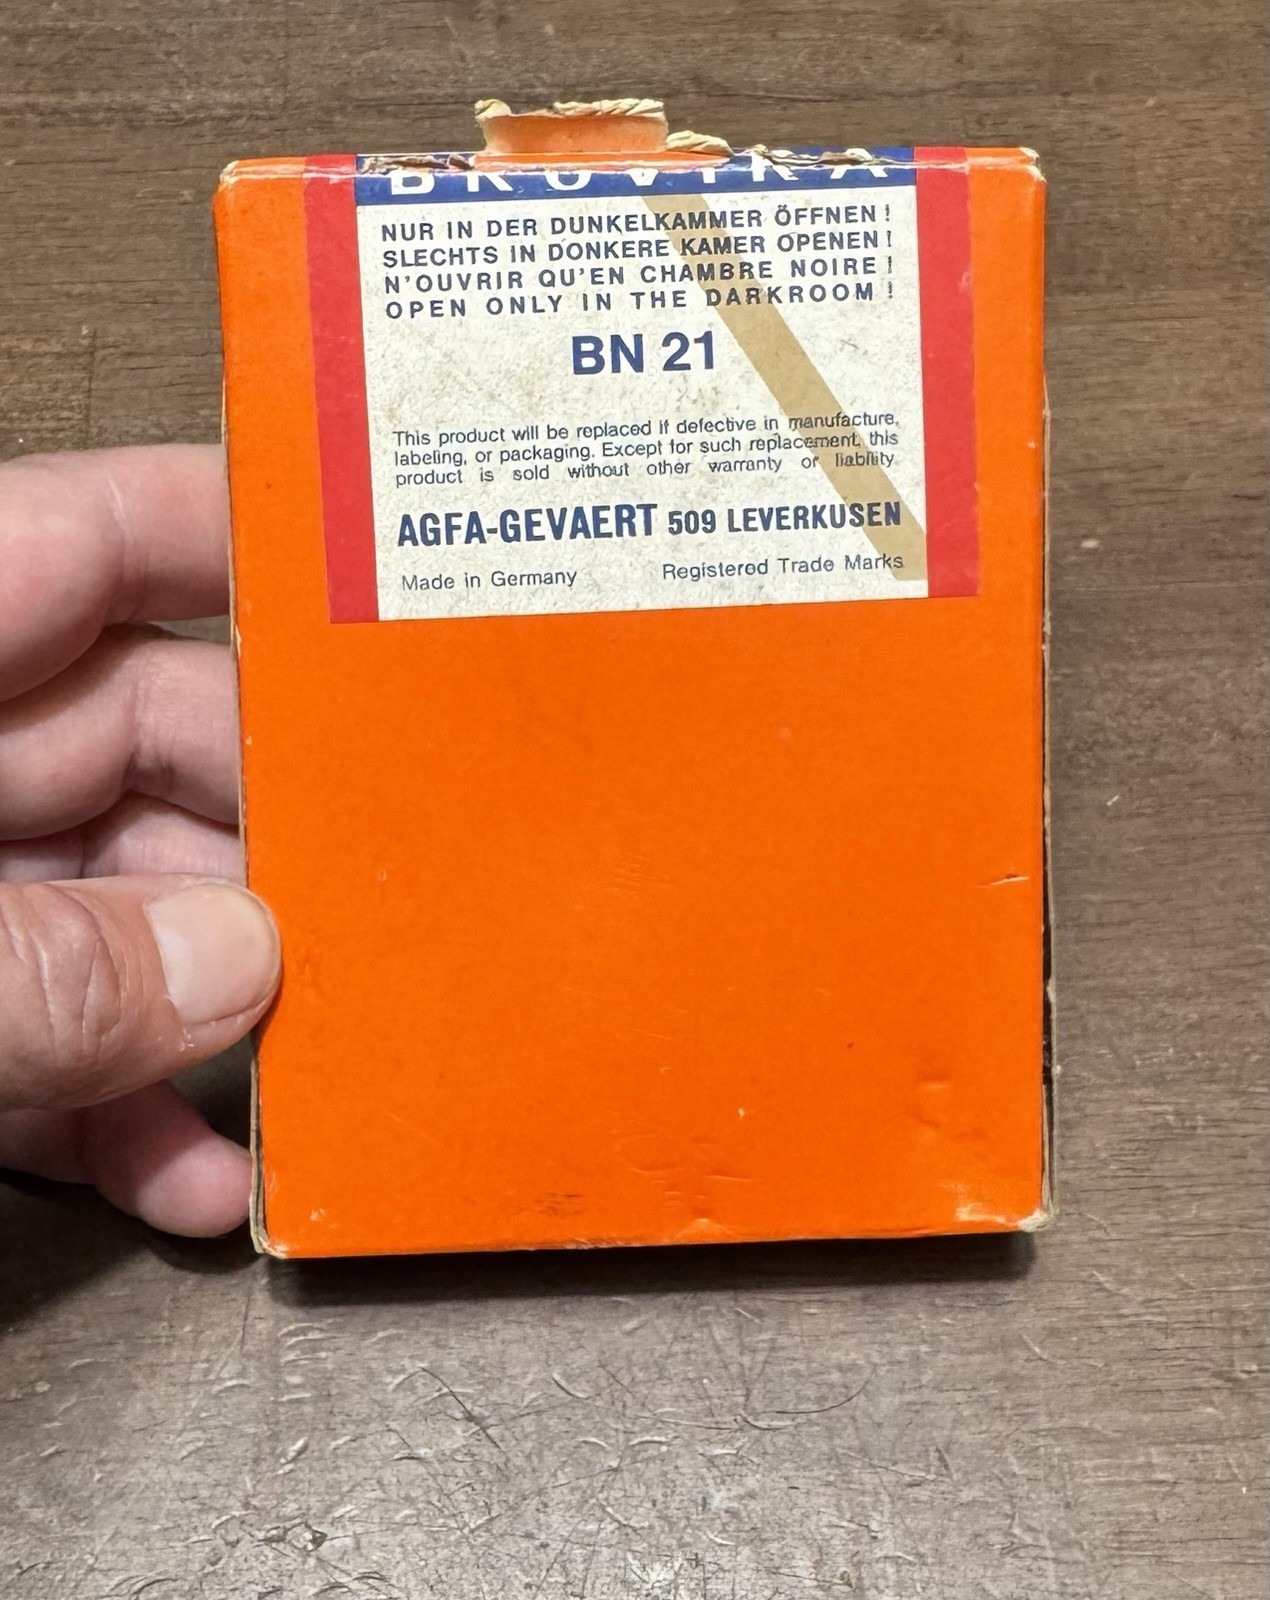 BROVIRA
NUR IN DER DUNKELKAMMER ÖFFNEN!
SLECHTS IN DONKERE KAMER OPENEN!
N'OUVRIR QU'EN CHAMBRE NOIRE!
OPEN ONLY IN THE DARKROOM!
BN 21
This product will be replaced if defective in manufacture,
labeling, or packaging. Except for such replacement, this
product is sold without other warranty or liability.
AGFA-GEVAERT 509 LEVERKUSEN
Made in Germany Registered Trade Marks